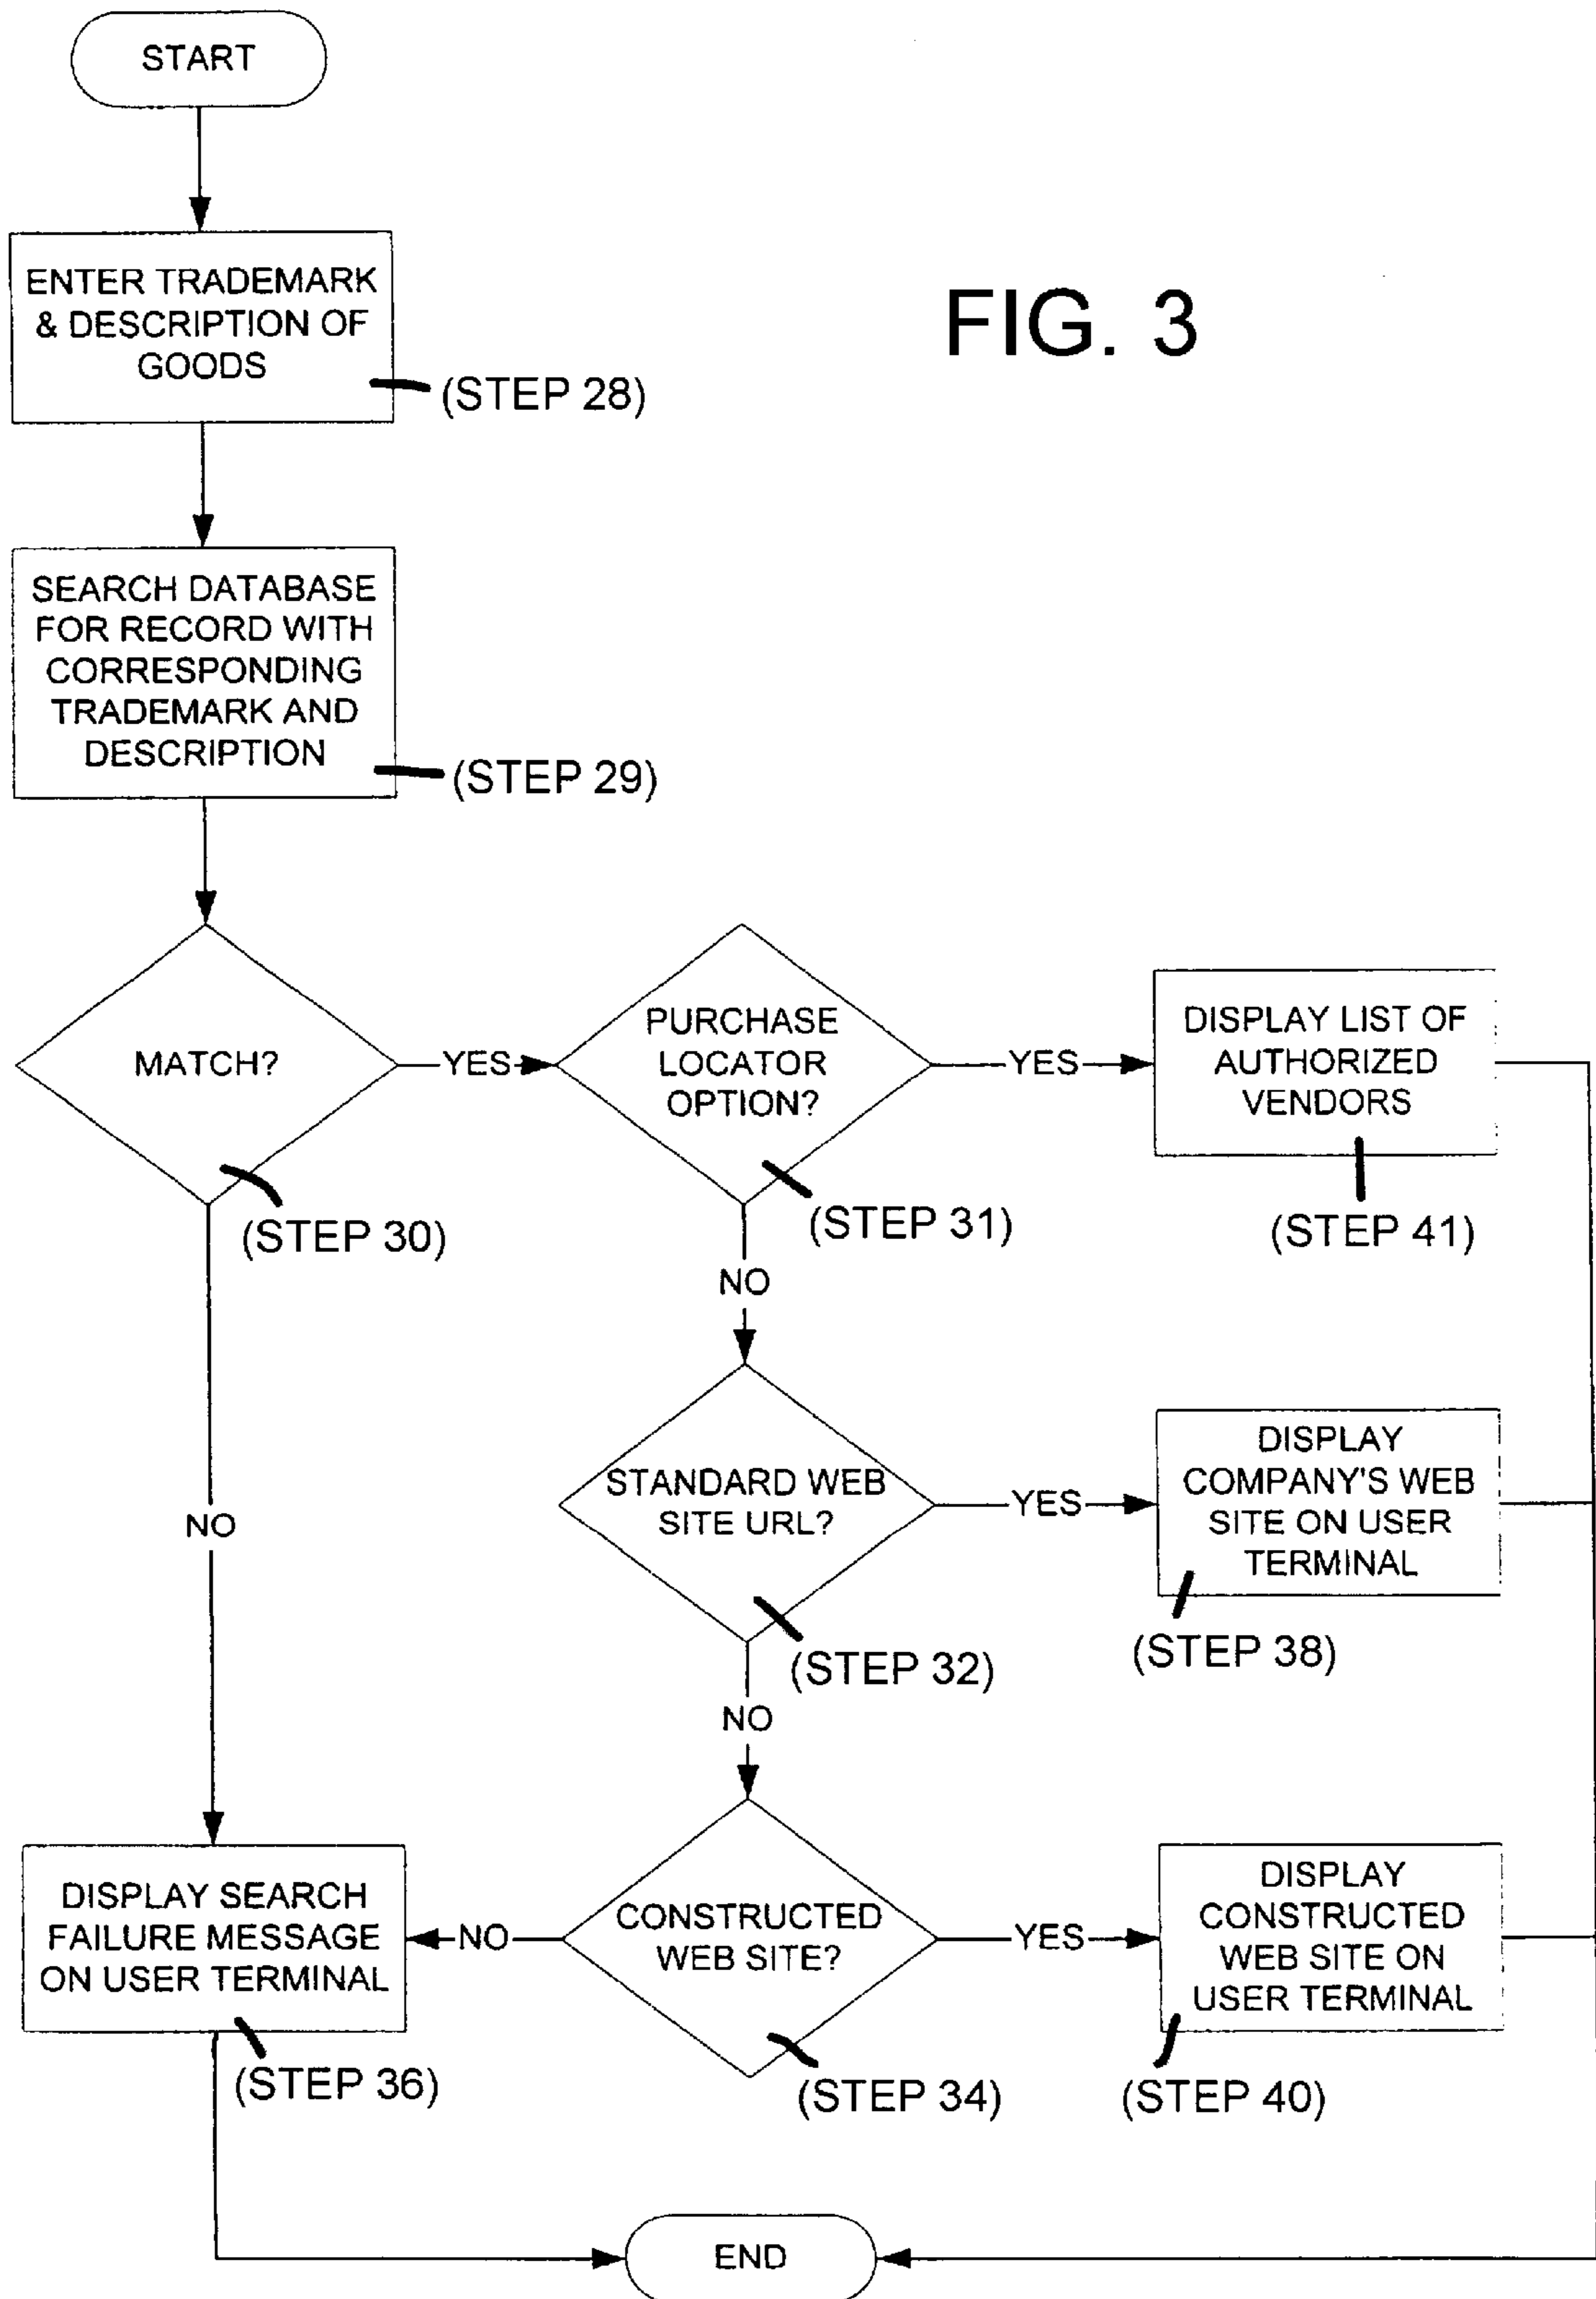 START
ENTER TRADEMARK
& DESCRIPTION OF
GOODS
(STEP 28)
FIG. 3
SEARCH DATABASE
FOR RECORD WITH
CORRESPONDING
TRADEMARK AND
DESCRIPTION
(STEP 29)
MATCH?
(STEP 30)
YES
PURCHASE
LOCATOR
OPTION?
(STEP 31)
YES
DISPLAY LIST OF
AUTHORIZED
VENDORS
(STEP 41)
NO
STANDARD WEB
SITE URL?
(STEP 32)
YES
DISPLAY
COMPANY'S WEB
SITE ON USER
TERMINAL
(STEP 38)
NO
NO
DISPLAY SEARCH
FAILURE MESSAGE
ON USER TERMINAL
(STEP 36)
NO
CONSTRUCTED
WEB SITE?
(STEP 34)
YES
DISPLAY
CONSTRUCTED
WEB SITE ON
USER TERMINAL
(STEP 40)
END